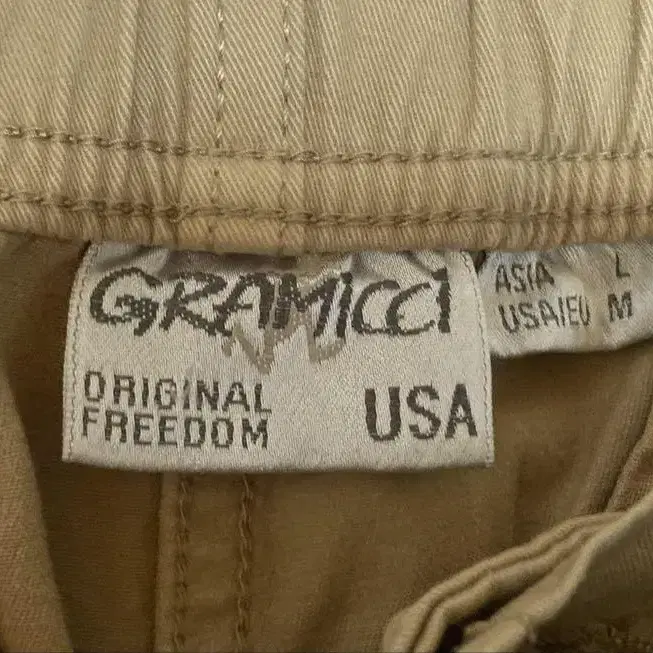 GRAMICCI
ORIGINAL
FREEDOM
USA
ASIA L
USA/EU M